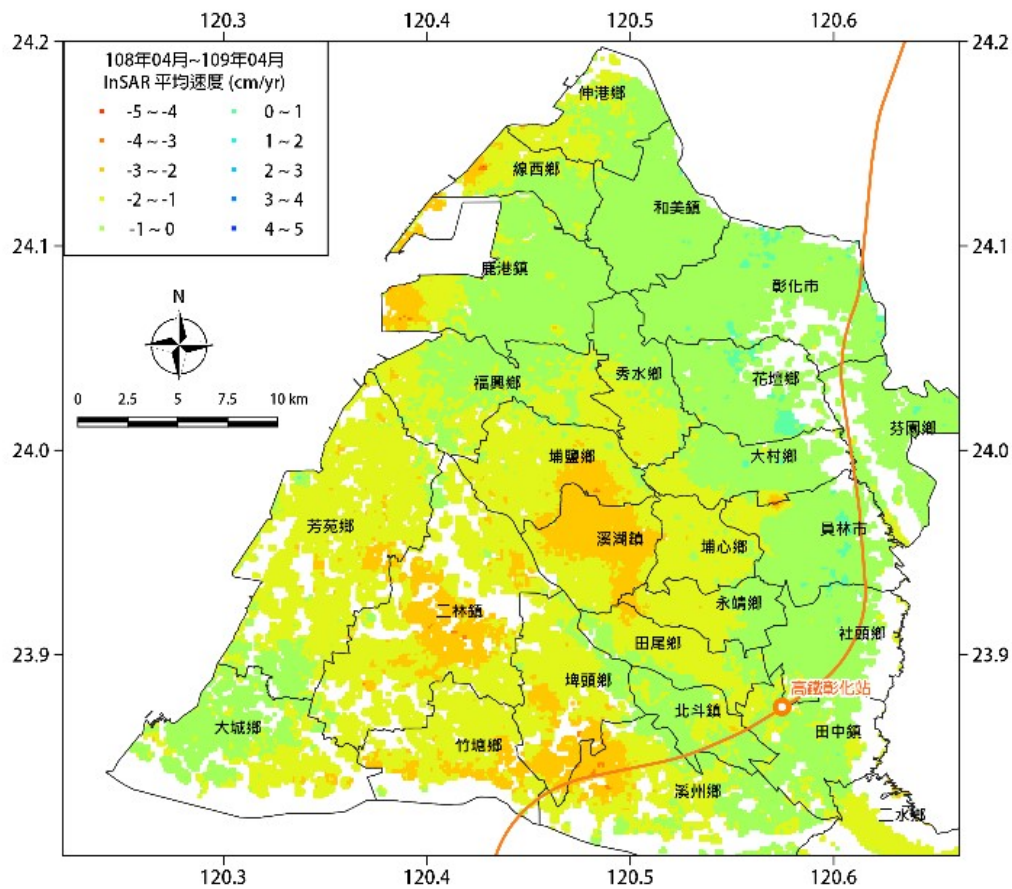 120.3 120.4 120.5 120.6
24.2 24.2
108年04月~109年04月
InSAR 平均速度 (cm/yr)
-5 ~ -4 0 ~ 1
-4 ~ -3 1 ~ 2
-3 ~ -2 2 ~ 3
-2 ~ -1 3 ~ 4
-1 ~ 0 4 ~ 5
伸港鄉
線西鄉
和美鎮
24.1 24.1
鹿港鎮
彰化市
N
福興鄉 秀水鄉 花壇鄉
0 2.5 5 7.5 10 km
芬園鄉
24.0 24.0
埔鹽鄉 大村鄉
芳苑鄉 溪湖鎮 埔心鄉 員林市
二林鎮 永靖鄉
田尾鄉 社頭鄉
23.9 23.9
埤頭鄉 高鐵彰化站
大城鄉 北斗鎮 田中鎮
竹塘鄉
溪州鄉
二水鄉
120.3 120.4 120.5 120.6